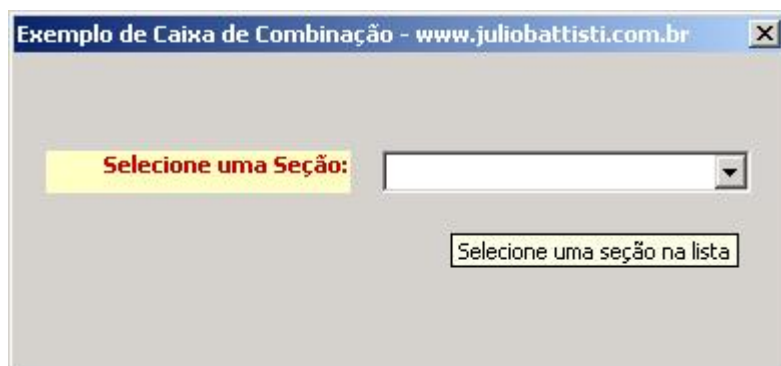 Exemplo de Caixa de Combinação - www.juliobattisti.com.br
Selecione uma Seção:
Selecione uma seção na lista